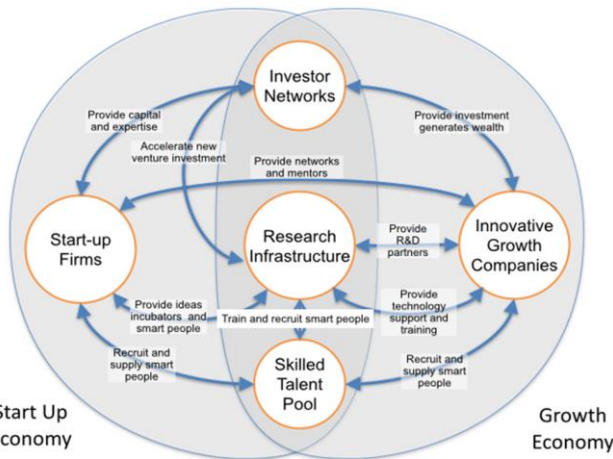 Investor
Networks
Provide capital
and expertise
Provide investment
generates wealth
Accelerate new
venture investment
Provide networks
and mentors
Start-up
Firms
Research
Infrastructure
Provide
R&D
partners
Innovative
Growth
Companies
Provide ideas
incubators and
smart people
Train and recruit smart people
Provide
technology
support and
training
Recruit and
supply smart
people
Skilled
Talent
Pool
Recruit and
supply smart
people
tart Up
conomy
Growth
Economy